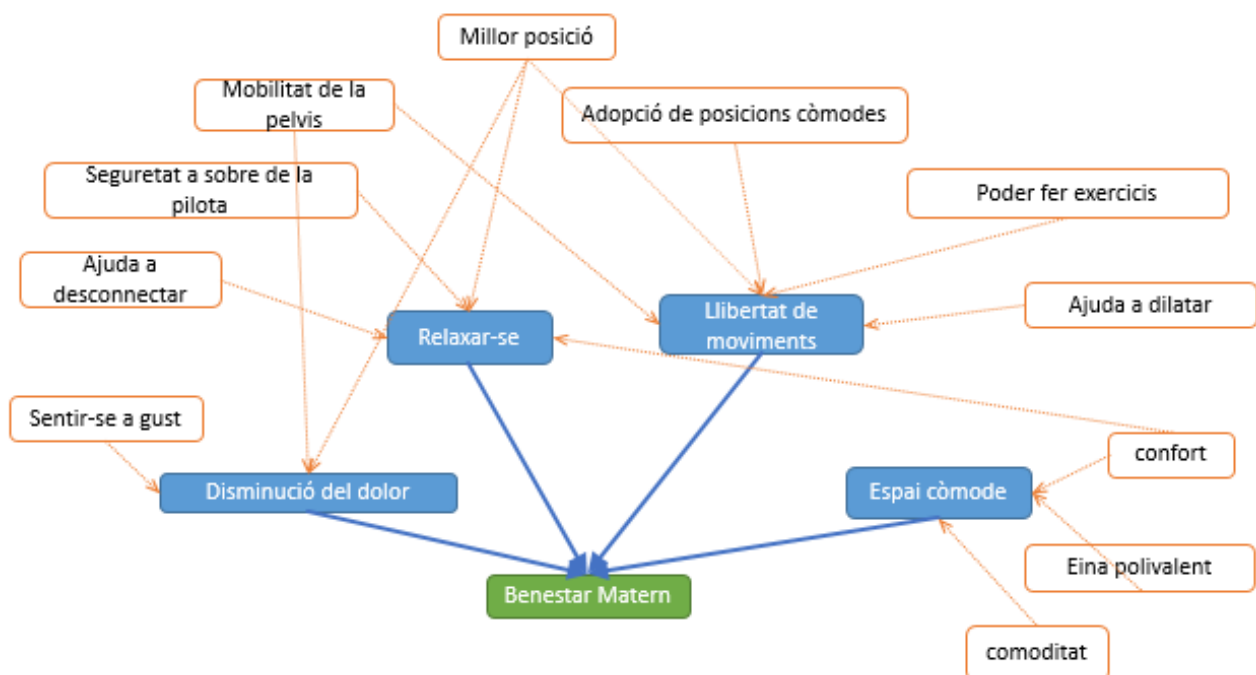 Millor posició
Mobilitat de la
pelvis
Adopció de posicions còmodes
Seguretat a sobre de la
pilota
Poder fer exercicis
Ajuda a
desconnectar
Relaxar-se
Llibertat de
moviments
Ajuda a dilatar
Sentir-se a gust
confort
Disminució del dolor
Espai còmode
Eina polivalent
Benestar Matern
comoditat